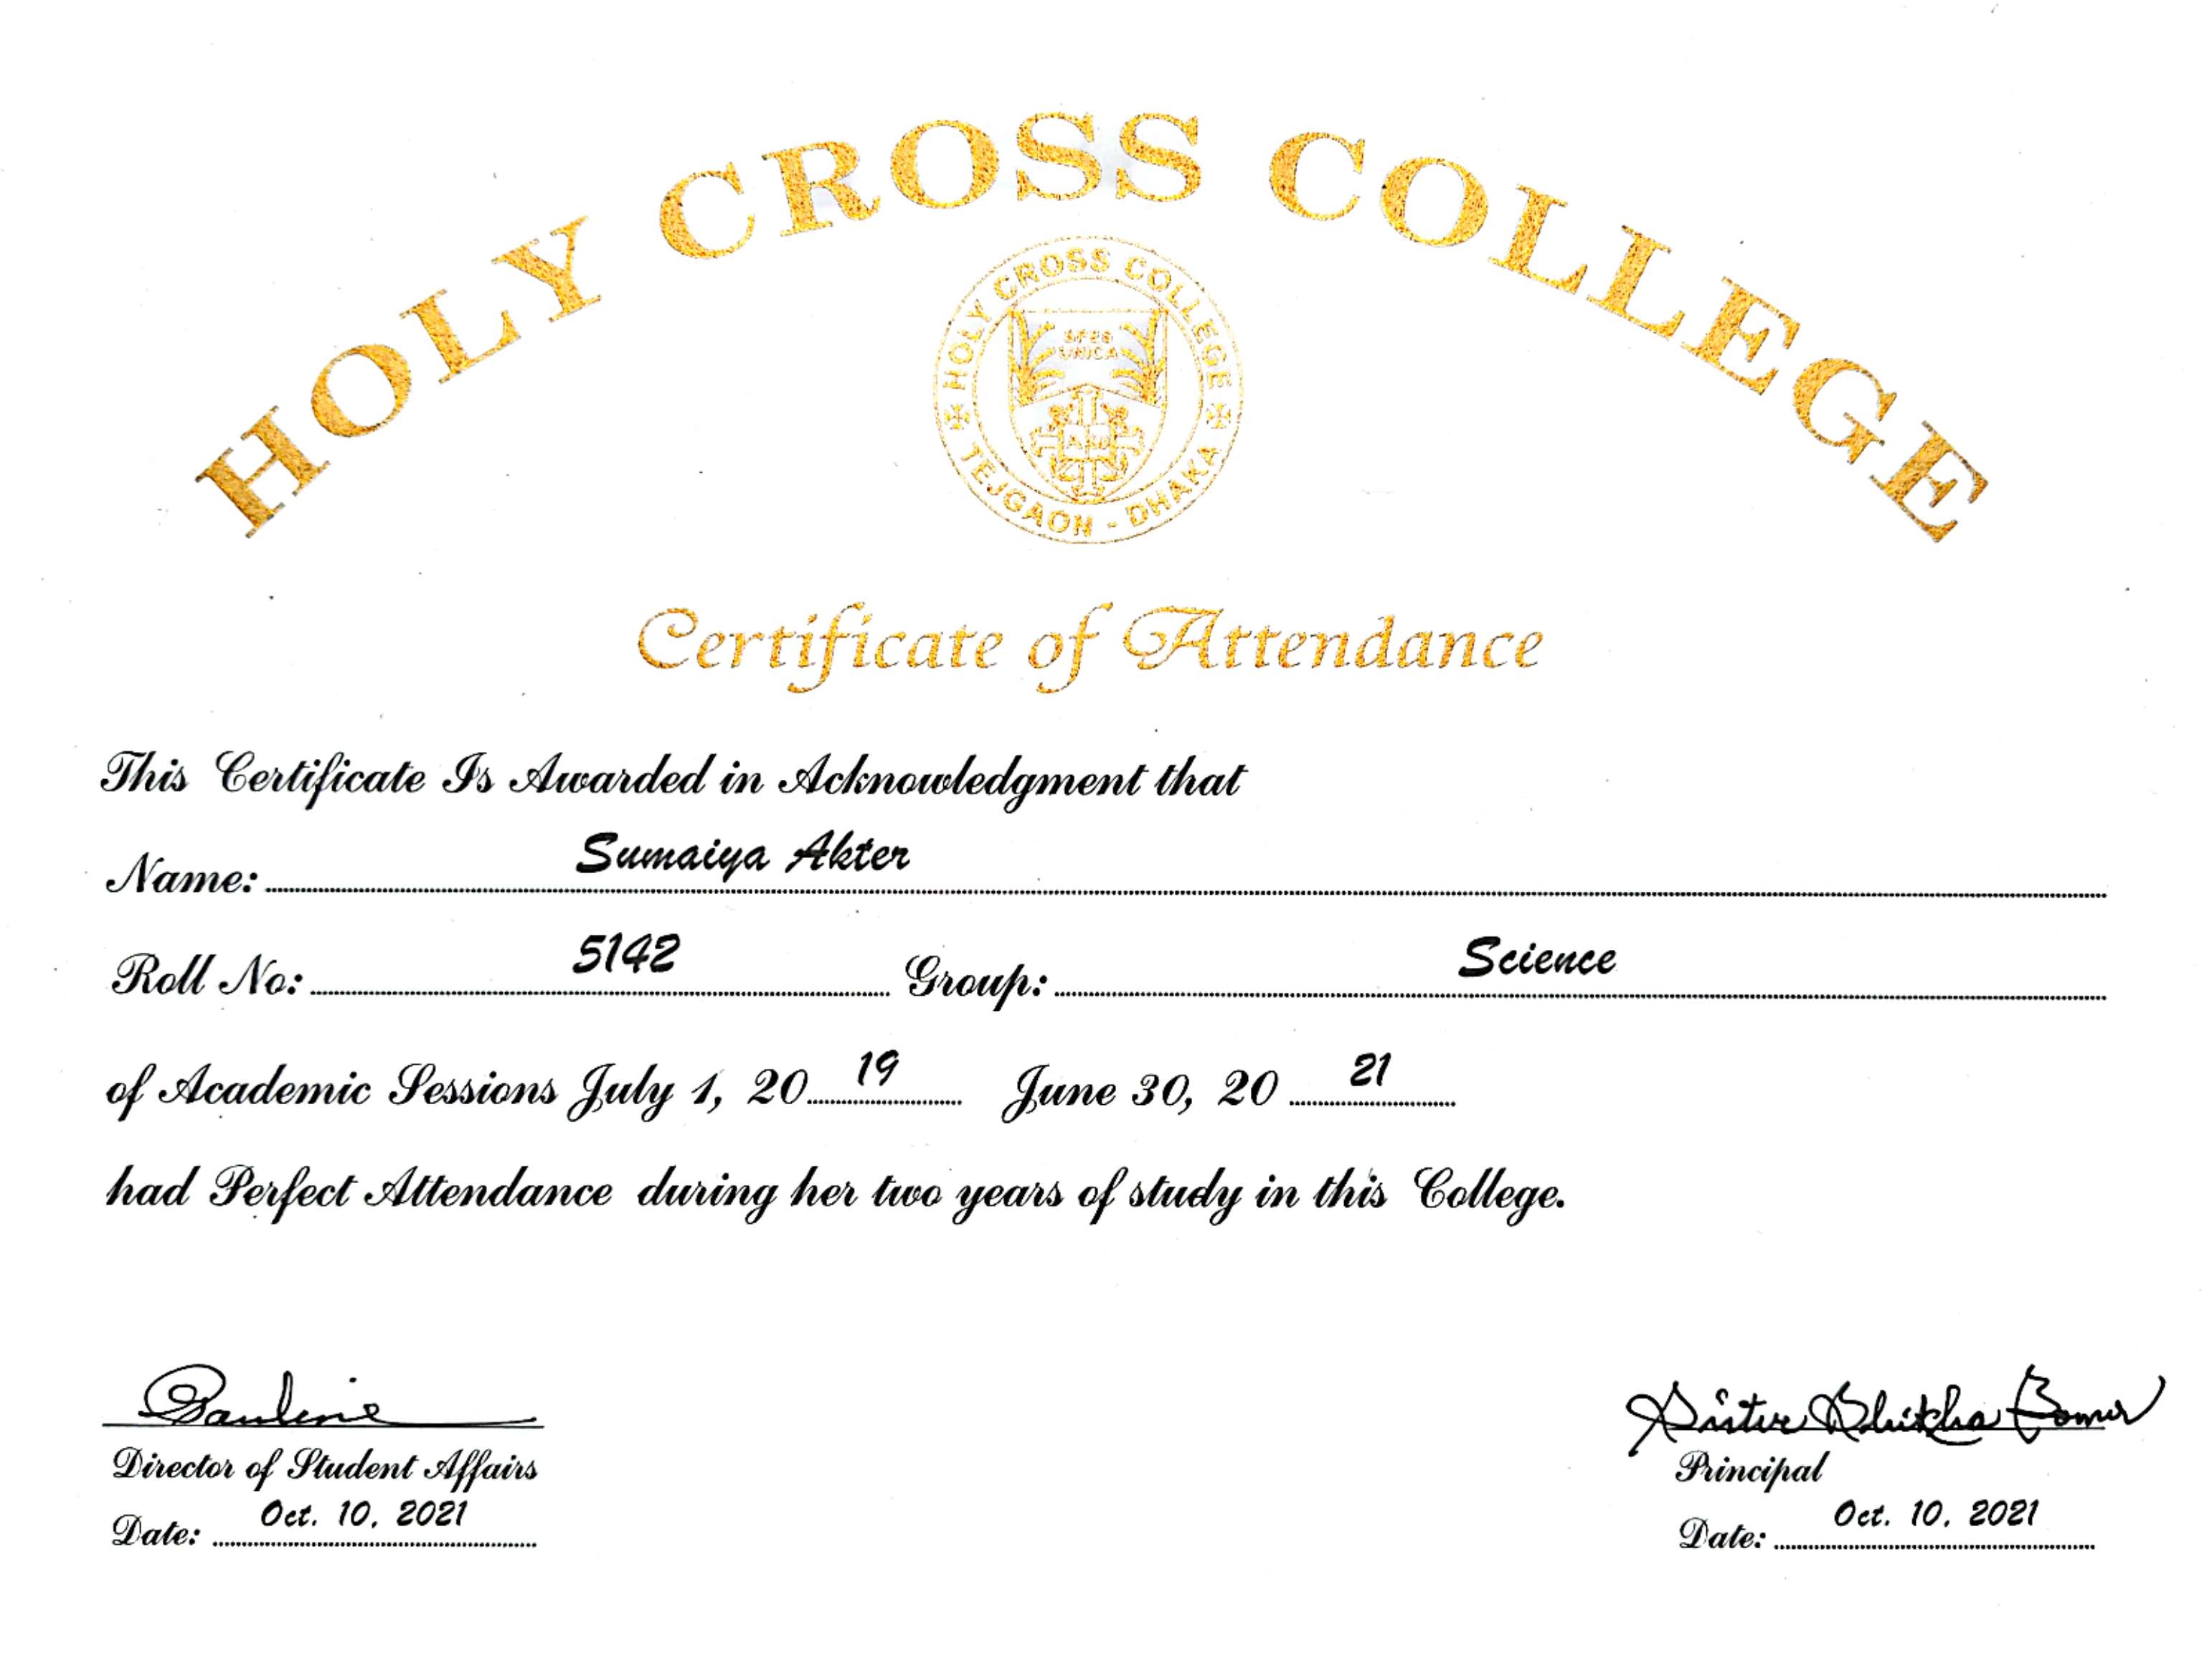 HOLY CROSS COLLEGE
HOLY CROSS COLLEGE
SPES
UNICA
TEJGAON - DHAKA
Certificate of Attendance
This Certificate Is Awarded in Acknowledgment that
Name: Sumaiya Akter
Roll No: 5142 Group: Science
of Academic Sessions July 1, 20 19 June 30, 20 21
had Perfect Attendance during her two years of study in this College.
Pauline Sister Shikha Gomes
Director of Student Affairs Principal
Date: Oct. 10, 2021 Date: Oct. 10, 2021